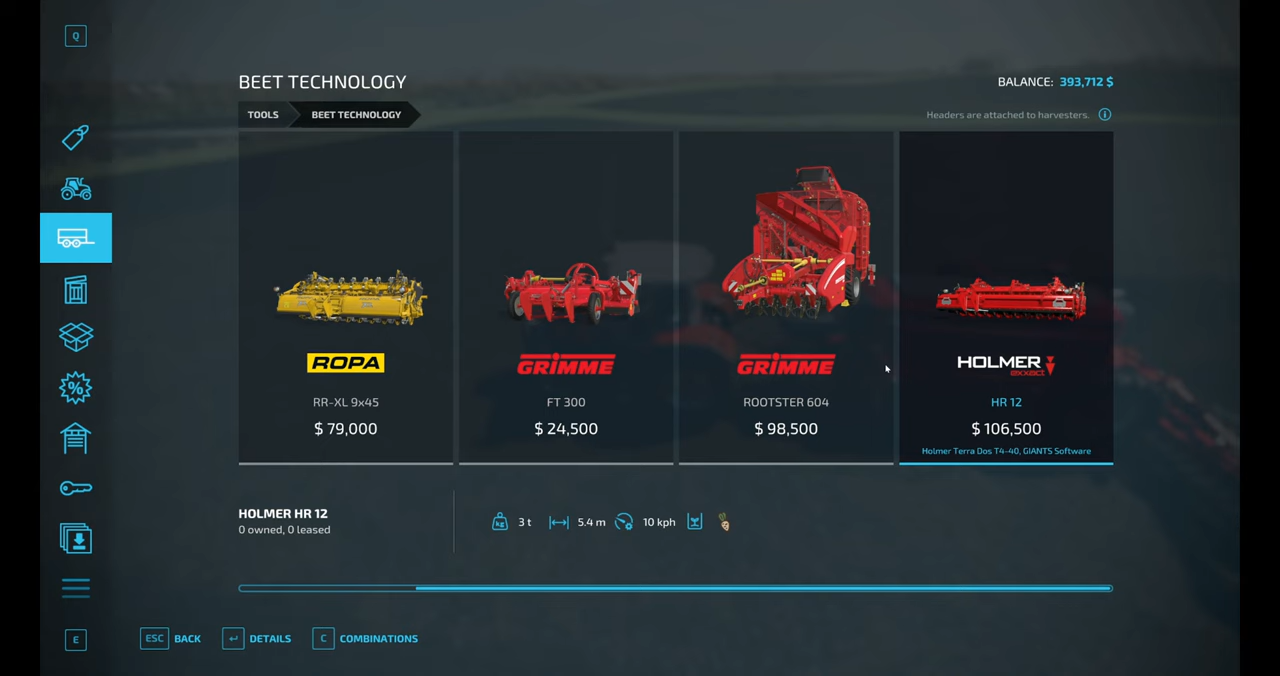 Q
BEET TECHNOLOGY
BALANCE: 393,712 $
TOOLS
BEET TECHNOLOGY
Headers are attached to harvesters.
ROPA
RR-XL 9x45
$ 79,000
GRIMME
FT 300
$ 24,500
GRIMME
ROOTSTER 604
$ 98,500
HOLMER
exxact
HR 12
$ 106,500
Holmer Terra Dos T4-40, GIANTS Software
HOLMER HR 12
0 owned, 0 leased
KG
3 t
5.4 m
10 kph
%
E
ESC BACK
DETAILS
C COMBINATIONS